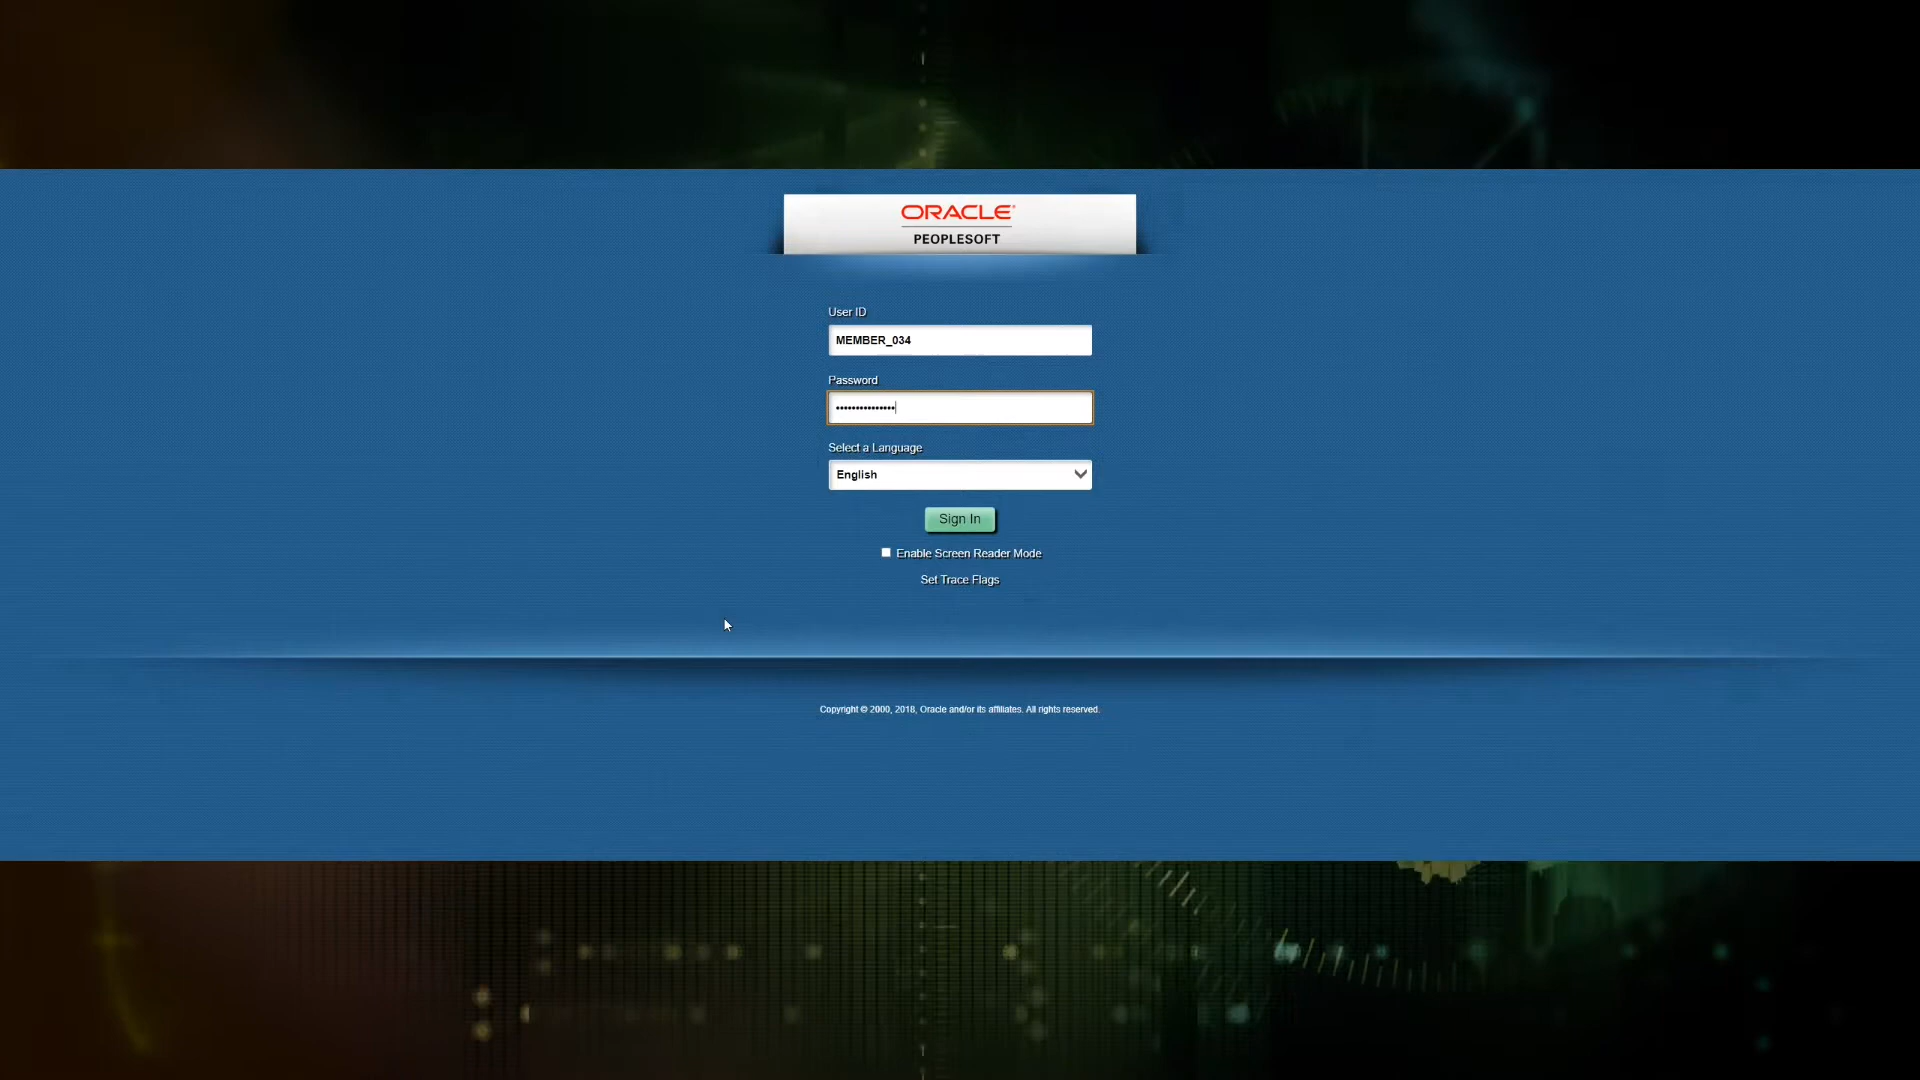 ORACLE®
PEOPLESOFT
User ID
MEMBER_034
Password
•••••••••••••••
Select a Language
English
Sign In
Enable Screen Reader Mode
Set Trace Flags
Copyright © 2000, 2018, Oracle and/or its affiliates. All rights reserved.